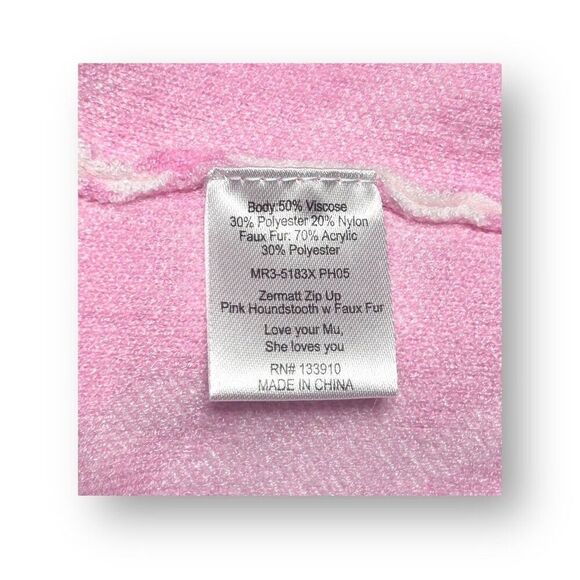 Body:50% Viscose
30% Polyester 20% Nylon
Faux Fur: 70% Acrylic
30% Polyester
MR3-5183X PH05
Zermatt Zip Up
Pink Houndstooth w Faux Fur
Love your Mu,
She loves you
RN# 133910
MADE IN CHINA